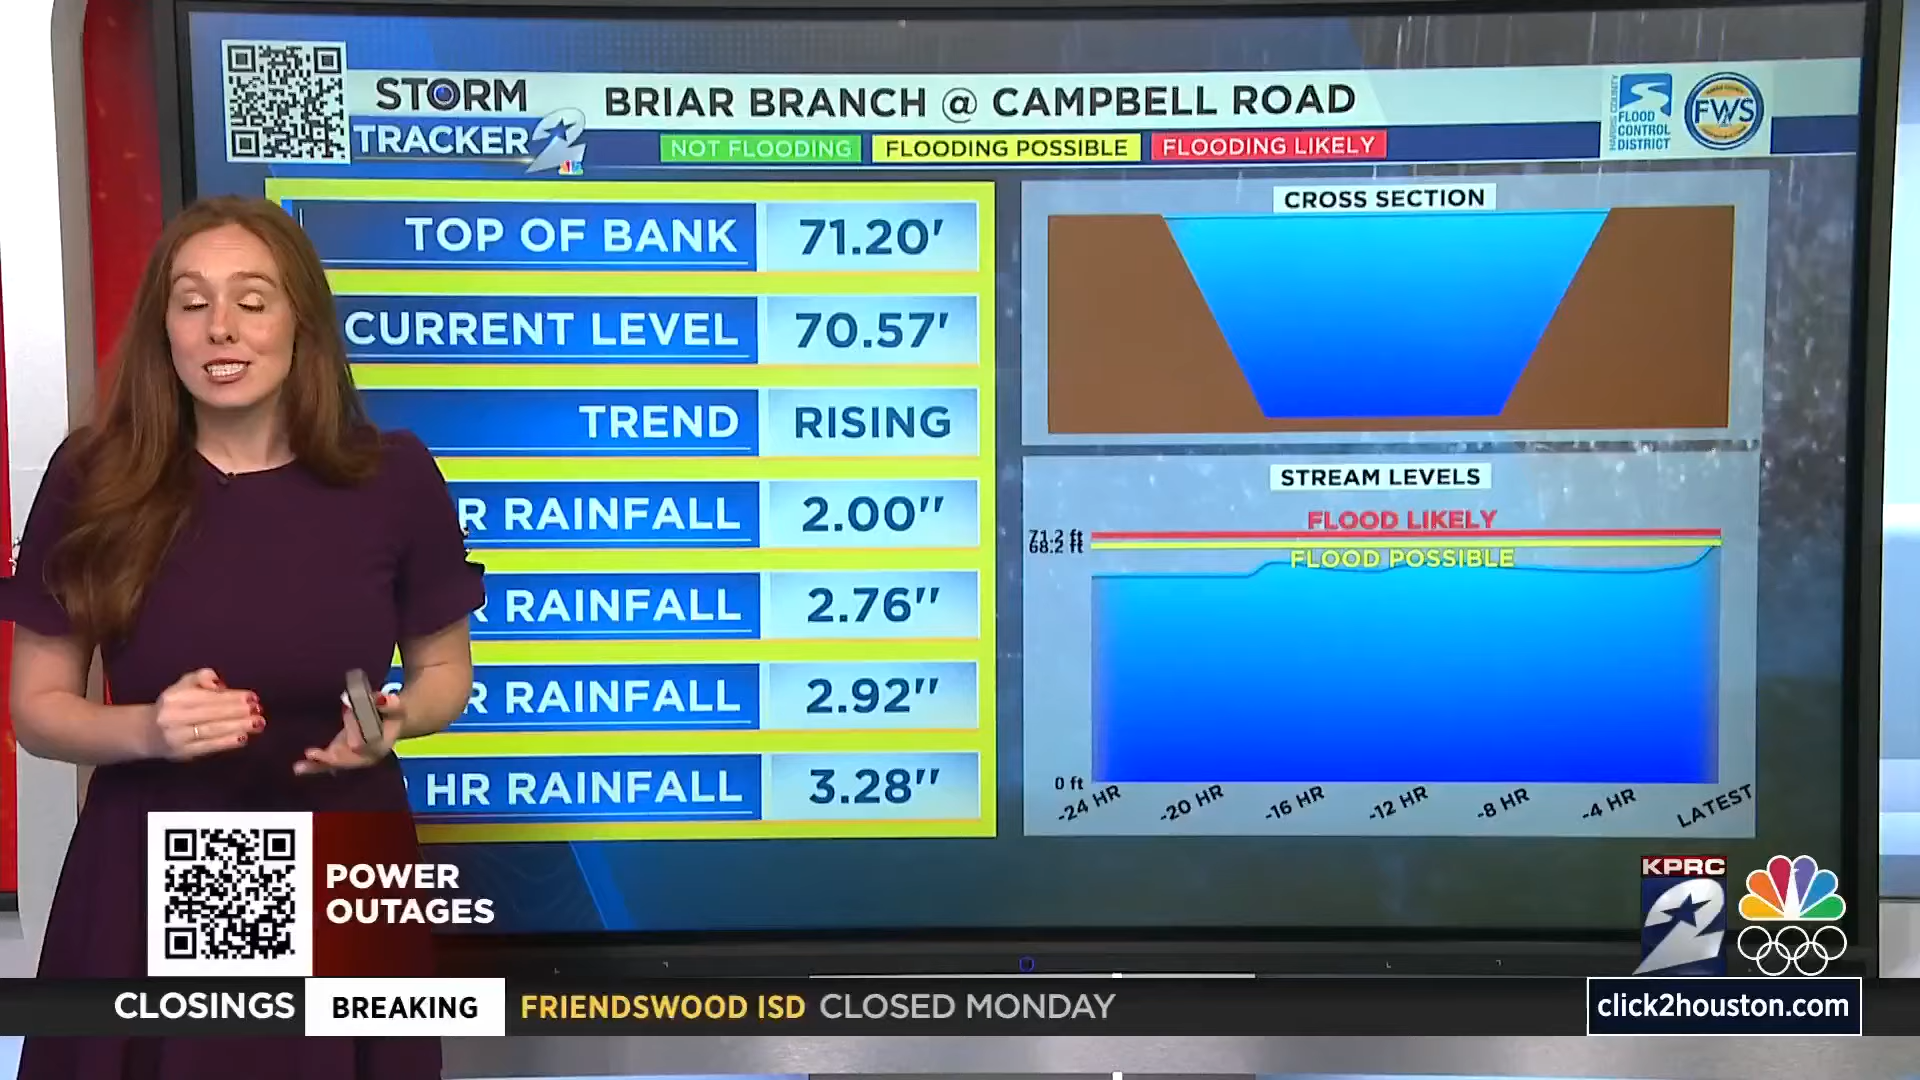 STORM
TRACKER 2
BRIAR BRANCH @ CAMPBELL ROAD
NOT FLOODING
FLOODING POSSIBLE
FLOODING LIKELY
HARRIS COUNTY
FLOOD
CONTROL
DISTRICT
FWS
TOP OF BANK 71.20'
CURRENT LEVEL 70.57'
TREND RISING
R RAINFALL 2.00"
RAINFALL 2.76"
R RAINFALL 2.92"
HR RAINFALL 3.28"
CROSS SECTION
STREAM LEVELS
FLOOD LIKELY
71.2 ft
68.2 ft
FLOOD POSSIBLE
0 ft
-24 HR
-20 HR
-16 HR
-12 HR
-8 HR
-4 HR
LATEST
POWER
OUTAGES
KPRC
2
CLOSINGS
BREAKING
FRIENDSWOOD ISD CLOSED MONDAY
click2houston.com